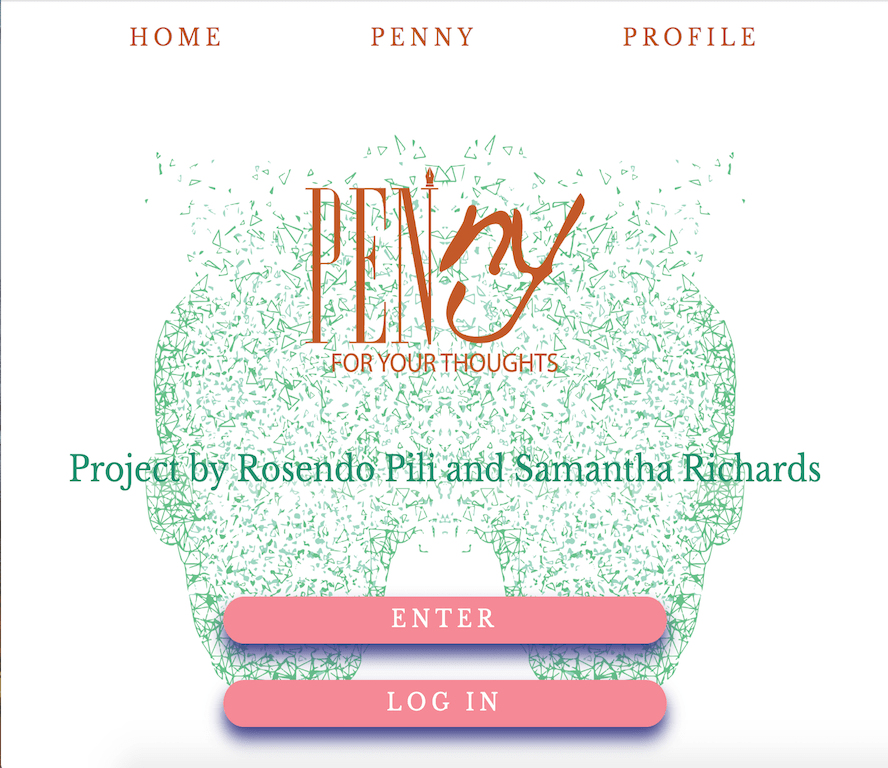 HOME PENNY PROFILE
PENny
FOR YOUR THOUGHTS
Project by Rosendo Pili and Samantha Richards
ENTER
LOG IN